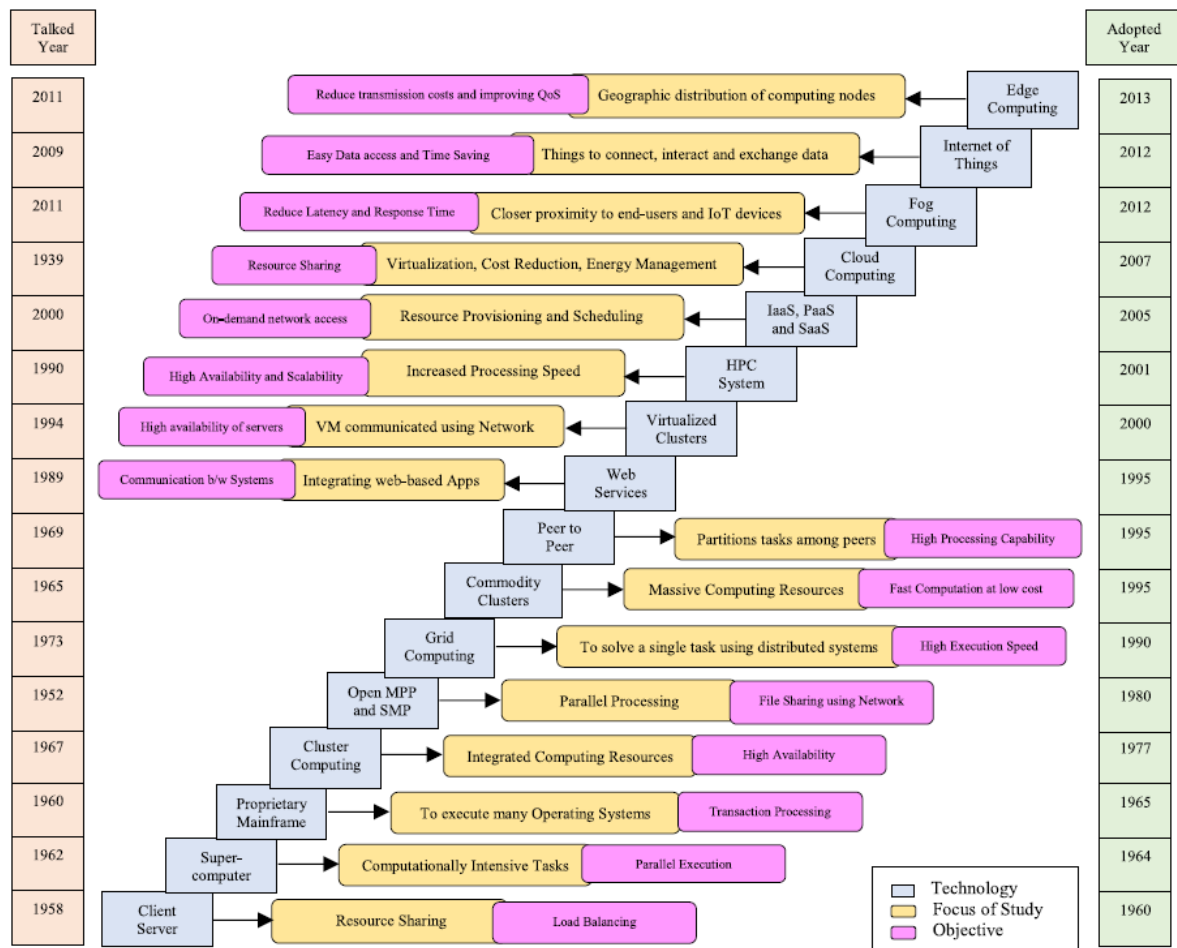 Talked
Year
Adopted
Year
2011
Reduce transmission costs and improving QoS
Geographic distribution of computing nodes
Edge
Computing
2013
2009
Easy Data access and Time Saving
Things to connect, interact and exchange data
Internet of
Things
2012
2011
Reduce Latency and Response Time
Closer proximity to end-users and IoT devices
Fog
Computing
2012
1939
Resource Sharing
Virtualization, Cost Reduction, Energy Management
Cloud
Computing
2007
2000
On-demand network access
Resource Provisioning and Scheduling
IaaS, PaaS
and SaaS
2005
1990
High Availability and Scalability
Increased Processing Speed
HPC
System
2001
1994
High availability of servers
VM communicated using Network
Virtualized
Clusters
2000
1989
Communication b/w Systems
Integrating web-based Apps
Web
Services
1995
1969
Peer to
Peer
Partitions tasks among peers
High Processing Capability
1995
1965
Commodity
Clusters
Massive Computing Resources
Fast Computation at low cost
1995
1973
Grid
Computing
To solve a single task using distributed systems
High Execution Speed
1990
1952
Open MPP
and SMP
Parallel Processing
File Sharing using Network
1980
1967
Cluster
Computing
Integrated Computing Resources
High Availability
1977
1960
Proprietary
Mainframe
To execute many Operating Systems
Transaction Processing
1965
1962
Super-
computer
Computationally Intensive Tasks
Parallel Execution
1964
1958
Client
Server
Resource Sharing
Load Balancing
1960
Technology
Focus of Study
Objective